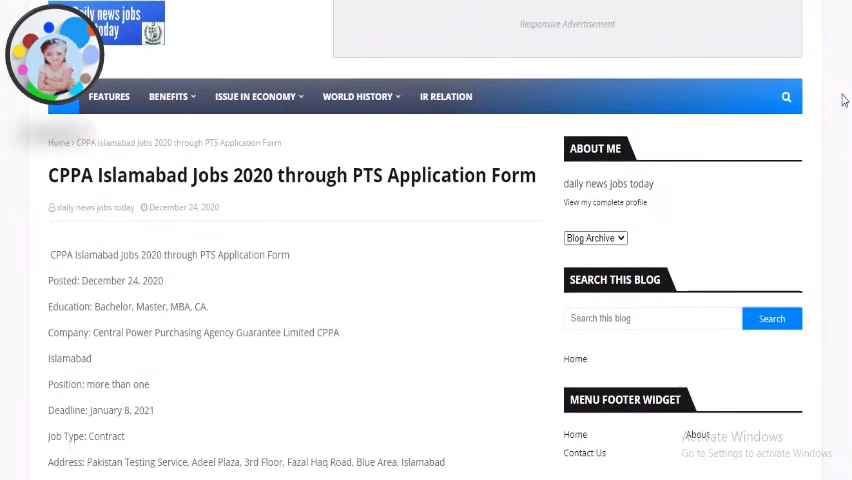 Daily news jobs
today
Responsive Advertisement
FEATURES BENEFITS ISSUE IN ECONOMY WORLD HISTORY IR RELATION
Home › CPPA Islamabad Jobs 2020 through PTS Application Form
CPPA Islamabad Jobs 2020 through PTS Application Form
daily news jobs today December 24, 2020
CPPA Islamabad Jobs 2020 through PTS Application Form
Posted: December 24, 2020
Education: Bachelor, Master, MBA, CA.
Company: Central Power Purchasing Agency Guarantee Limited CPPA
Islamabad
Position: more than one
Deadline: January 8, 2021
Job Type: Contract
Address: Pakistan Testing Service, Adeel Plaza, 3rd Floor, Fazal Haq Road, Blue Area, Islamabad
ABOUT ME
daily news jobs today
View my complete profile
Blog Archive
SEARCH THIS BLOG
Search this blog Search
Home
MENU FOOTER WIDGET
Home About
Contact Us
Activate Windows
Go to Settings to activate Windows.